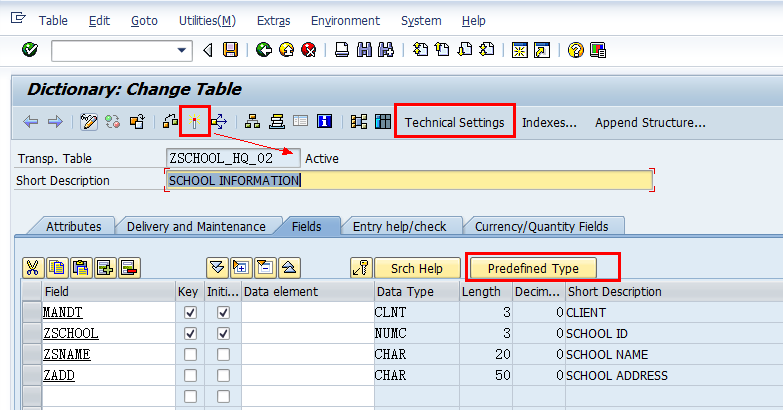 Table Edit Goto Utilities(M) Extras Environment System Help
Dictionary: Change Table
Technical Settings Indexes... Append Structure...
Transp. Table ZSCHOOL_HQ_02 Active
Short Description SCHOOL INFORMATION
Attributes Delivery and Maintenance Fields Entry help/check Currency/Quantity Fields
Srch Help Predefined Type
Field Key Initi... Data element Data Type Length Decim... Short Description
MANDT CLNT 3 0 CLIENT
ZSCHOOL NUMC 3 0 SCHOOL ID
ZSNAME CHAR 20 0 SCHOOL NAME
ZADD CHAR 50 0 SCHOOL ADDRESS